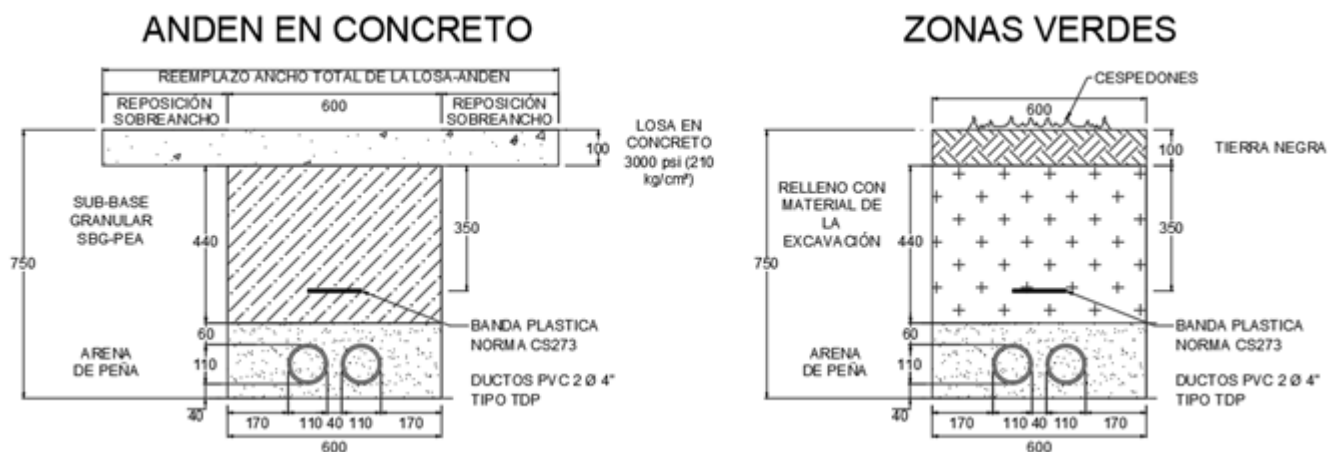 ANDEN EN CONCRETO
REEMPLAZO ANCHO TOTAL DE LA LOSA-ANDEN
REPOSICIÓN
SOBREANCHO
600
REPOSICIÓN
SOBREANCHO
LOSA EN
CONCRETO
3000 psi (210
kg/cm²)
100
SUB-BASE
GRANULAR
SBG-PEA
440
350
750
60
BANDA PLASTICA
NORMA CS273
ARENA
DE PEÑA
110
DUCTOS PVC 2 Ø 4"
TIPO TDP
40
170
110
40
110
170
600
ZONAS VERDES
CESPEDONES
600
100
TIERRA NEGRA
RELLENO CON
MATERIAL DE
LA
EXCAVACIÓN
440
350
750
60
BANDA PLASTICA
NORMA CS273
ARENA
DE PEÑA
110
DUCTOS PVC 2 Ø 4"
TIPO TDP
40
170
110
40
110
170
600